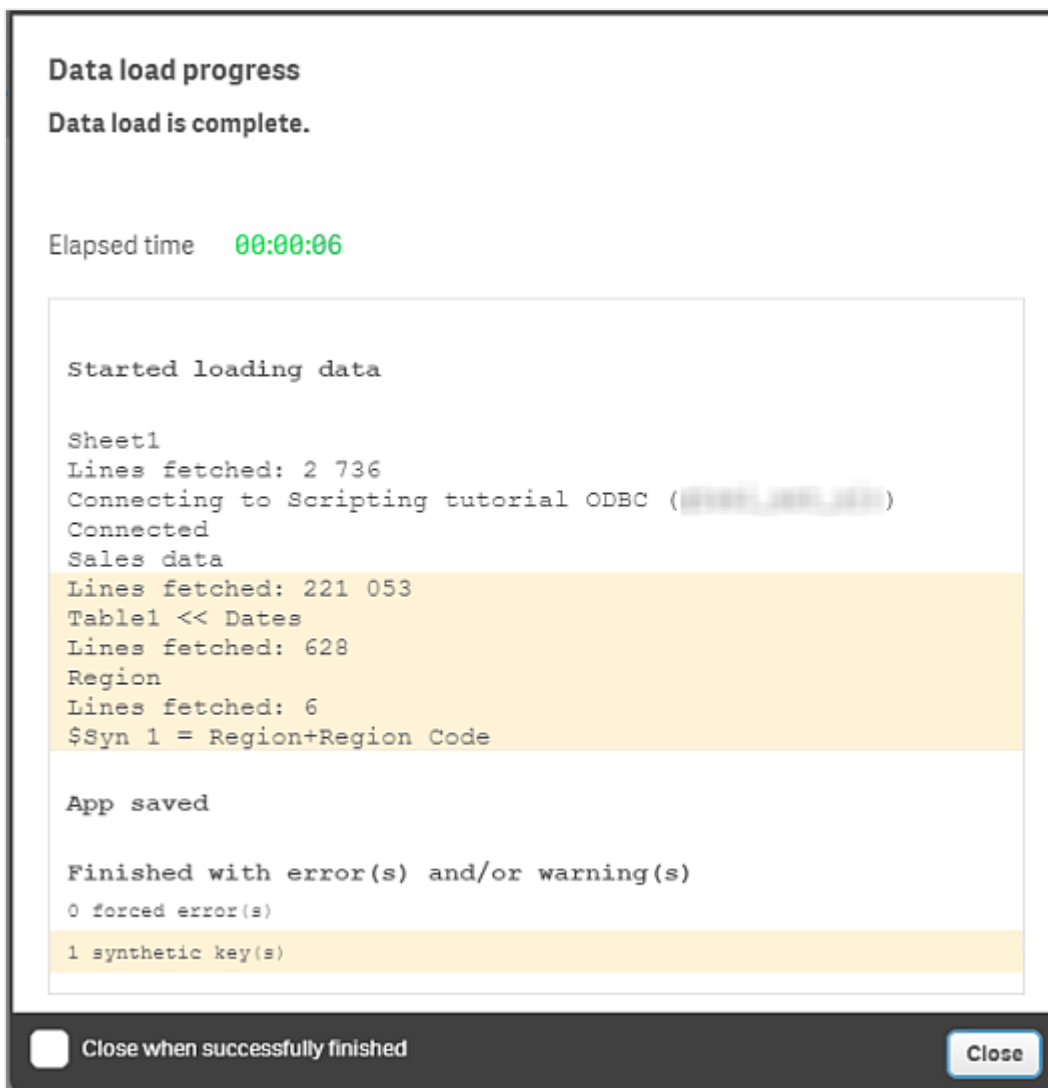 Data load progress
Data load is complete.
Elapsed time 00:00:06
Started loading data
Sheet1
Lines fetched: 2 736
Connecting to Scripting tutorial ODBC ( )
Connected
Sales data
Lines fetched: 221 053
Table1 << Dates
Lines fetched: 628
Region
Lines fetched: 6
$Syn 1 = Region+Region Code
App saved
Finished with error(s) and/or warning(s)
0 forced error(s)
1 synthetic key(s)
Close when successfully finished
Close